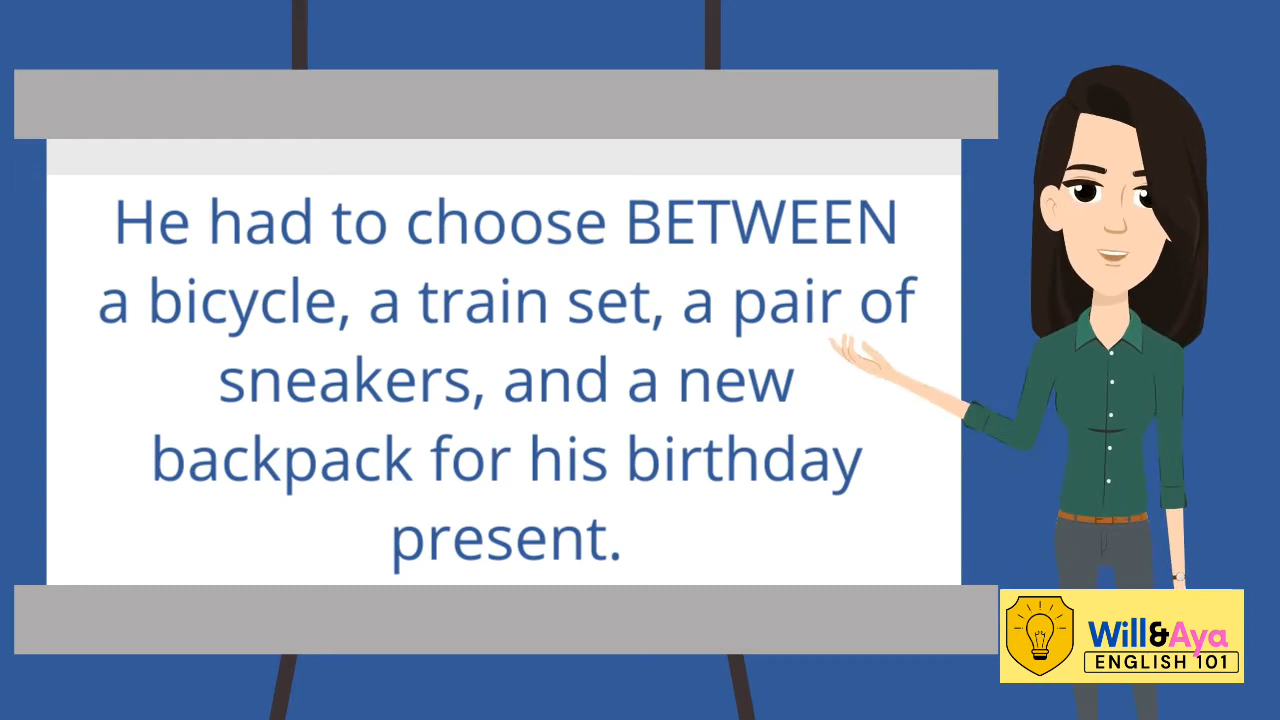 He had to choose BETWEEN
a bicycle, a train set, a pair of
sneakers, and a new
backpack for his birthday
present.
Will&Aya
ENGLISH 101